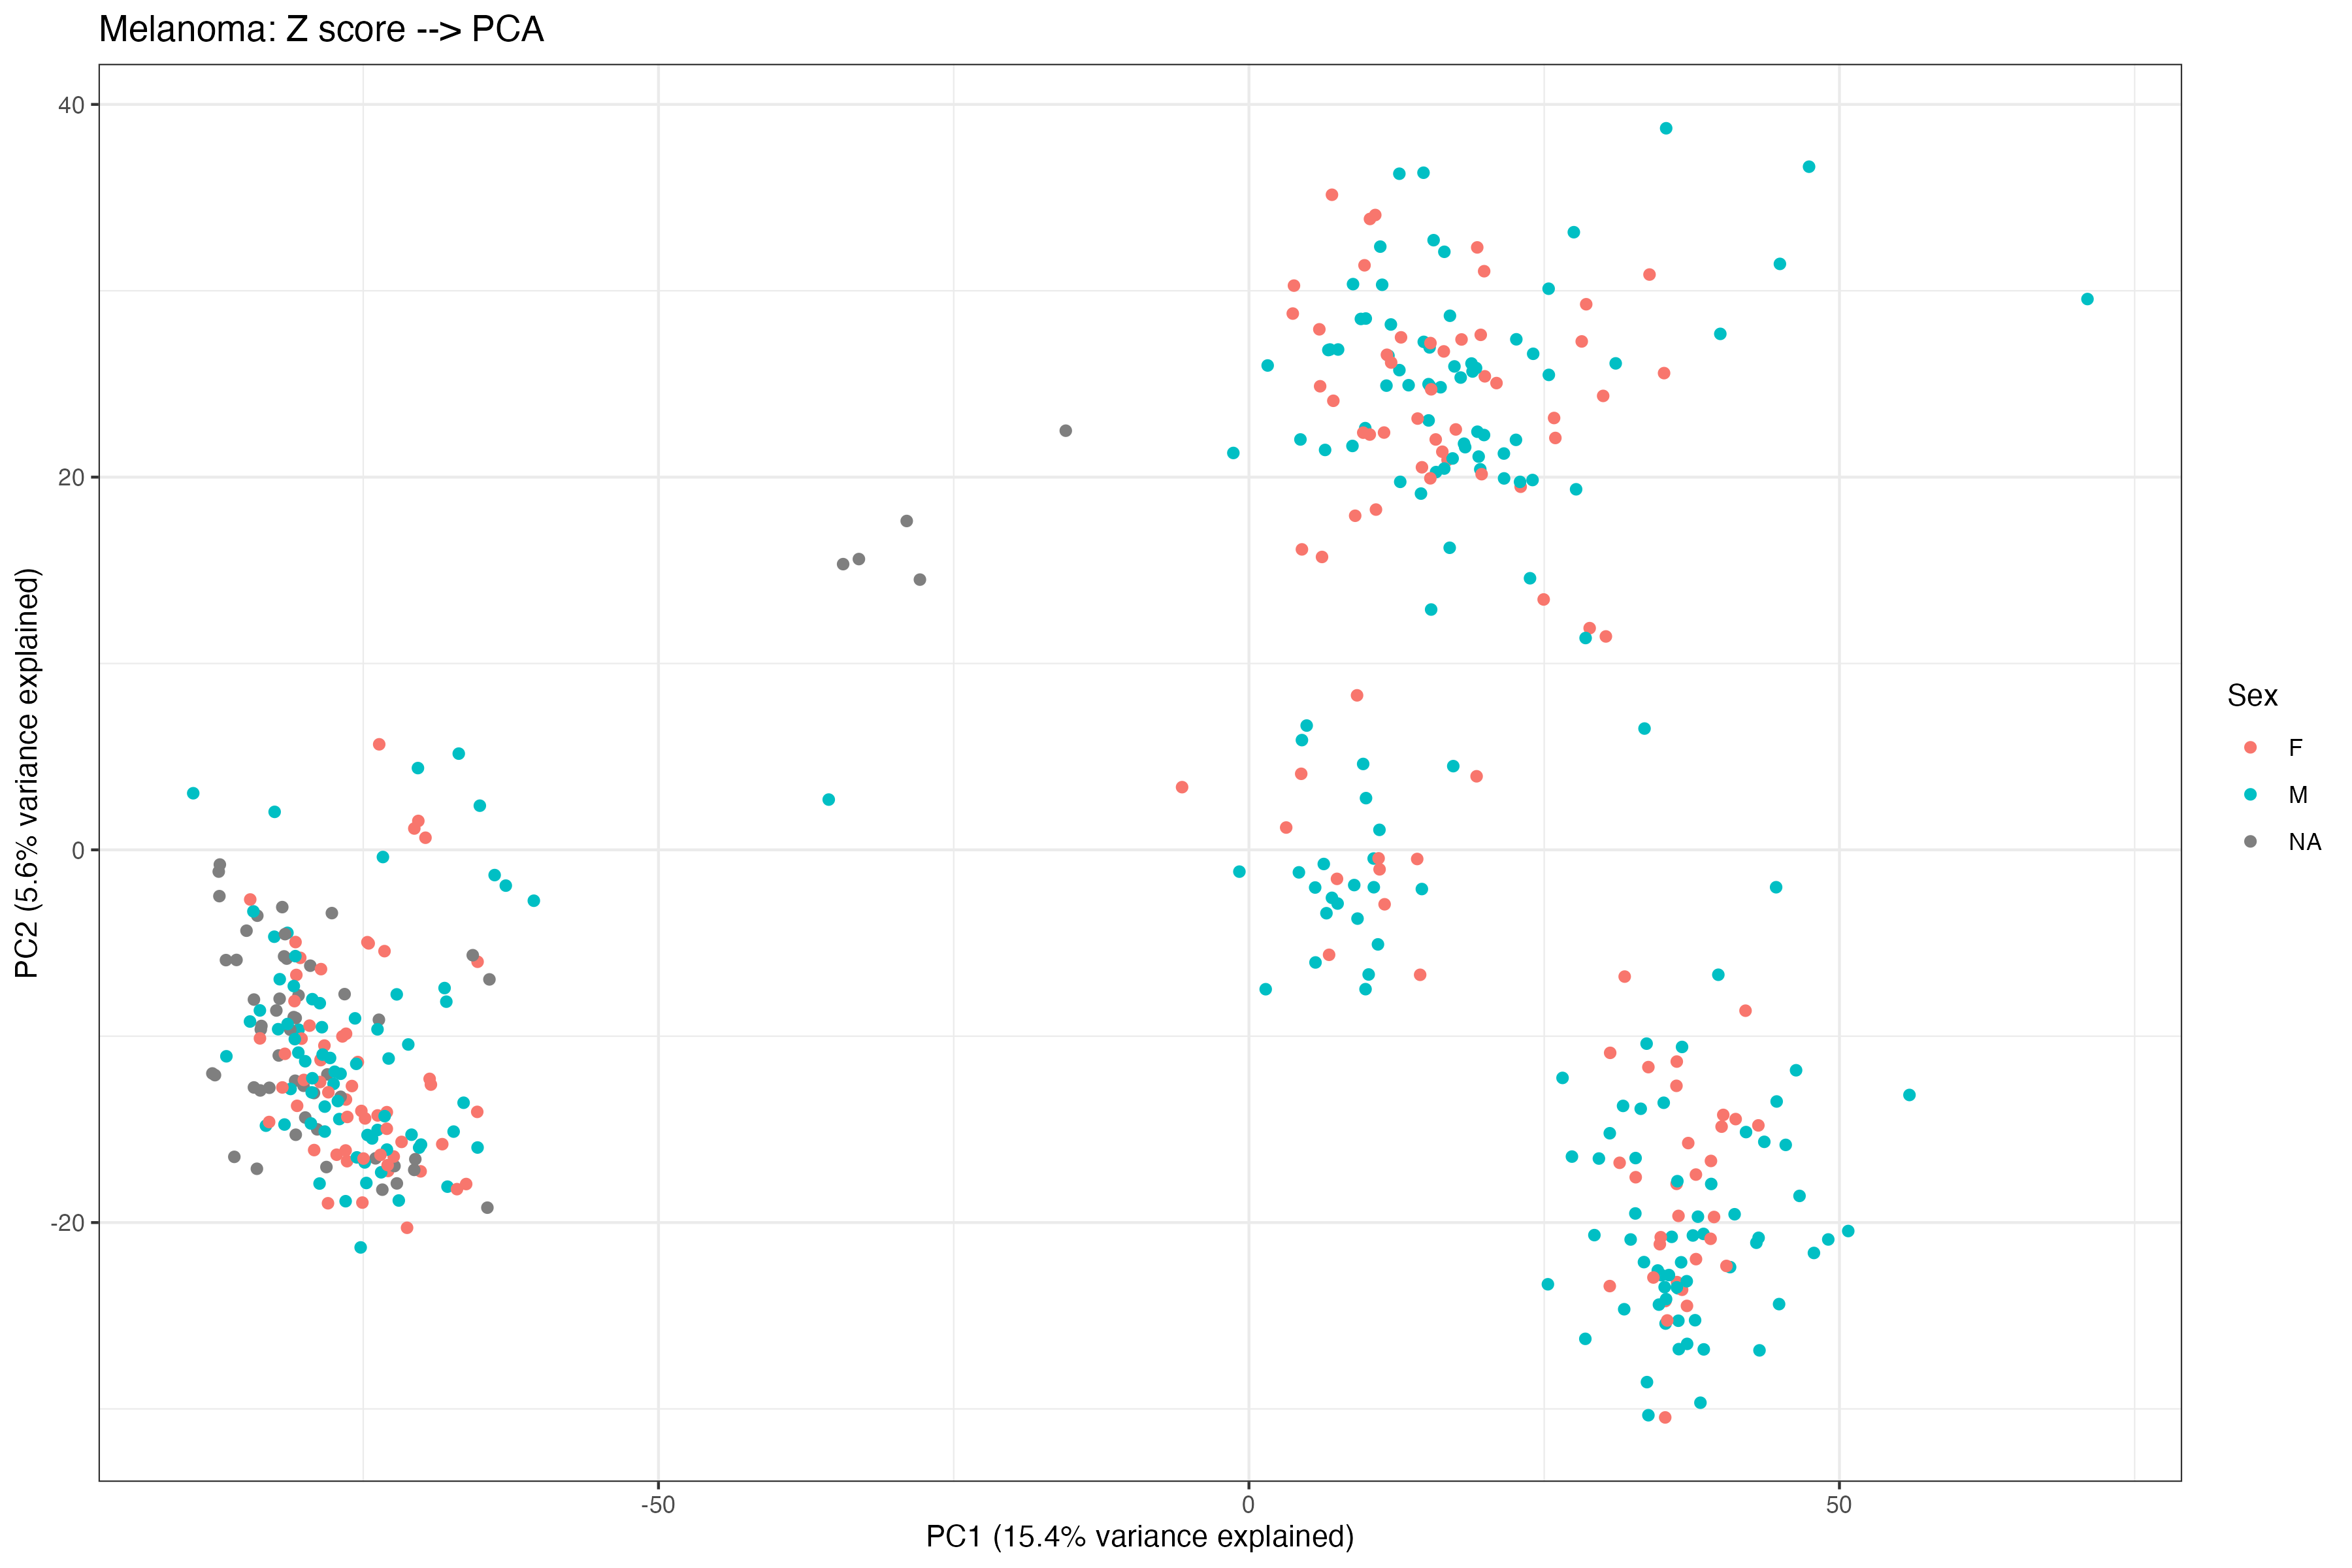 Melanoma: Z score --> PCA
40
20
0
-20
PC2 (5.6% variance explained)
-50
0
50
PC1 (15.4% variance explained)
Sex
F
M
NA